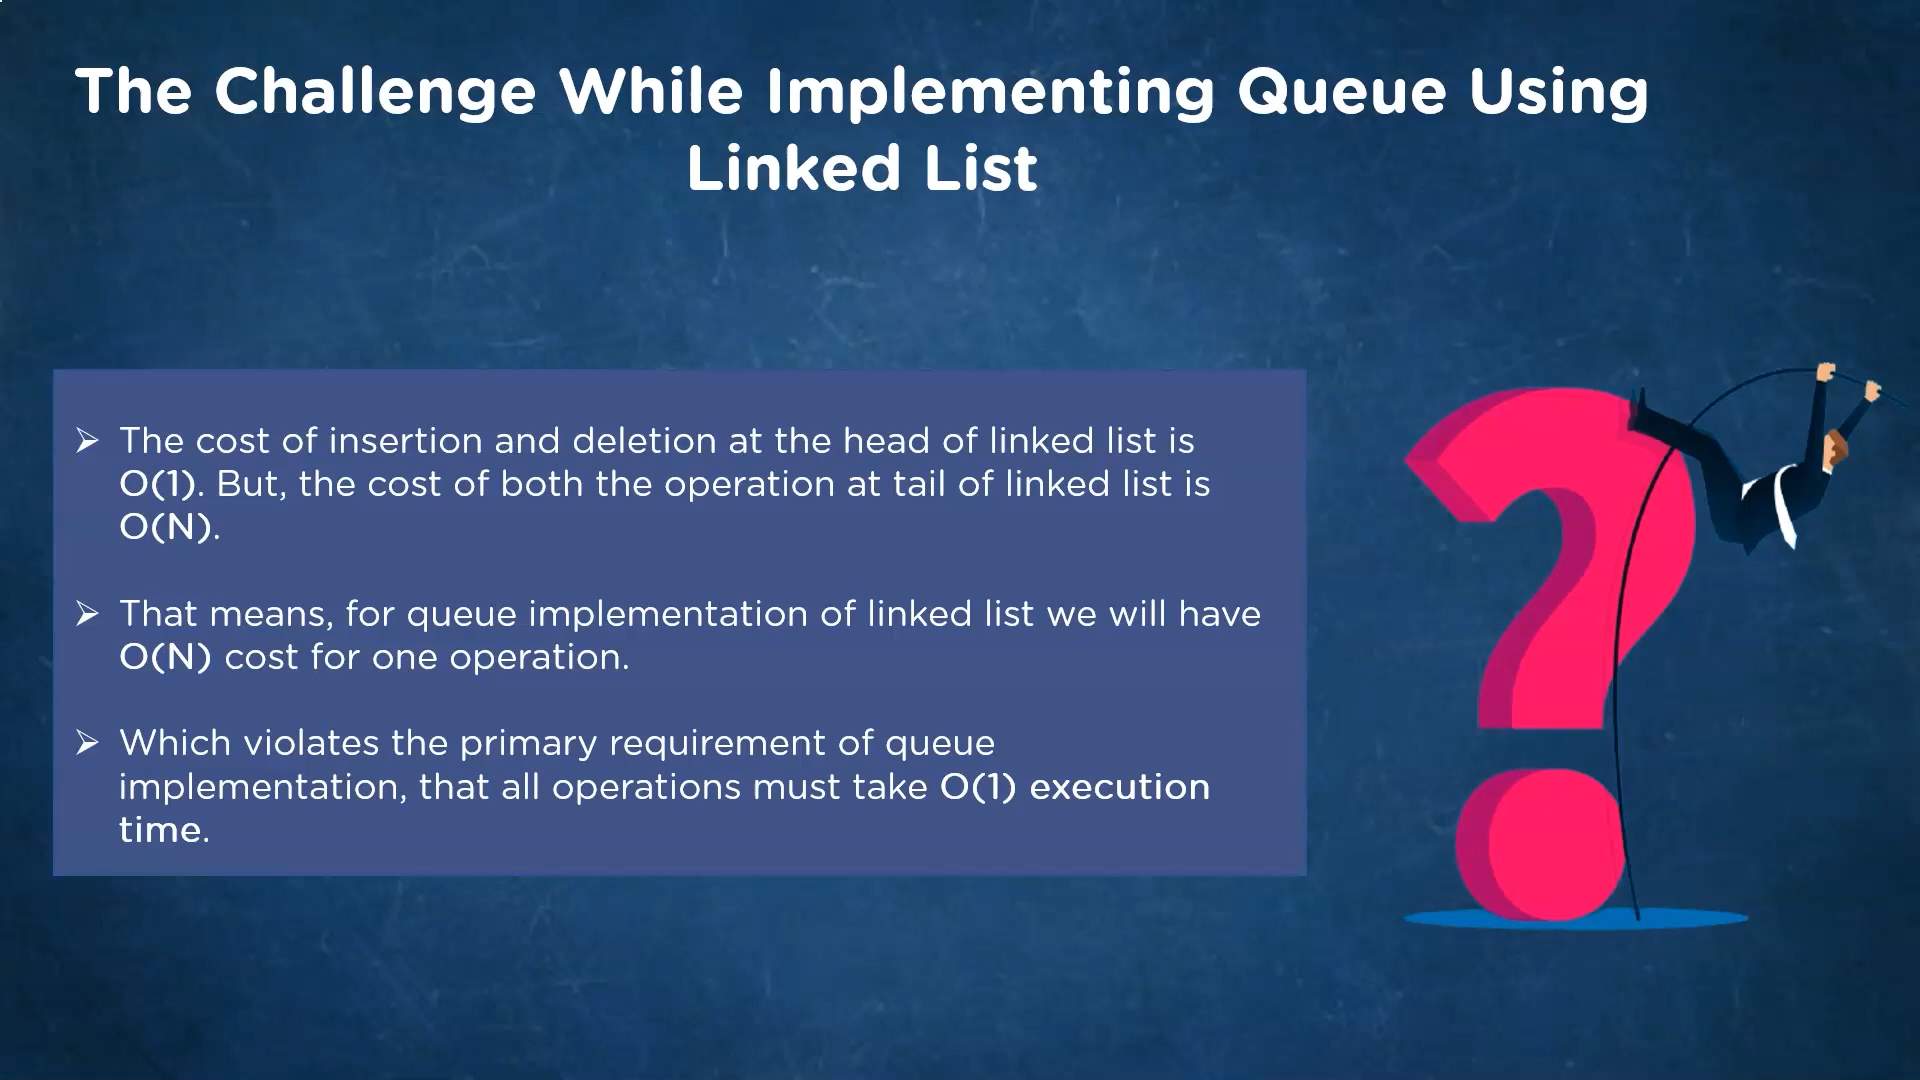 The Challenge While Implementing Queue Using
Linked List
➢ The cost of insertion and deletion at the head of linked list is
O(1). But, the cost of both the operation at tail of linked list is
O(N).
➢ That means, for queue implementation of linked list we will have
O(N) cost for one operation.
➢ Which violates the primary requirement of queue
implementation, that all operations must take O(1) execution
time.